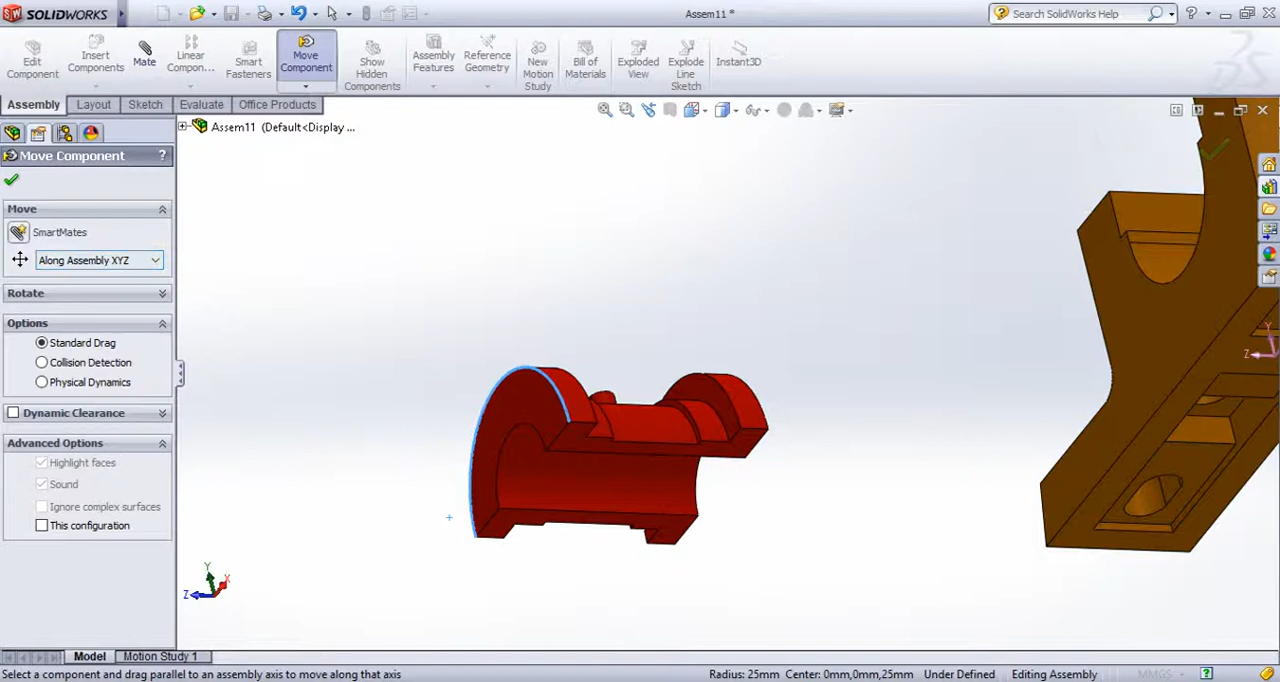 SOLIDWORKS
Assem11 *
Search SolidWorks Help
Edit Component
Insert Components
Mate
Linear Compon...
Smart Fasteners
Move Component
Show Hidden Components
Assembly Features
Reference Geometry
New Motion Study
Bill of Materials
Exploded View
Explode Line Sketch
Instant3D
Assembly
Layout
Sketch
Evaluate
Office Products
Assem11 (Default<Display ...
Move Component
?
Move
SmartMates
Along Assembly XYZ
Rotate
Options
Standard Drag
Collision Detection
Physical Dynamics
Dynamic Clearance
Advanced Options
Highlight faces
Sound
Ignore complex surfaces
This configuration
Y
Z
Y
X
Z
Model
Motion Study 1
Select a component and drag parallel to an assembly axis to move along that axis
Radius: 25mm Center: 0mm,0mm,25mm
Under Defined
Editing Assembly
MMGS
?